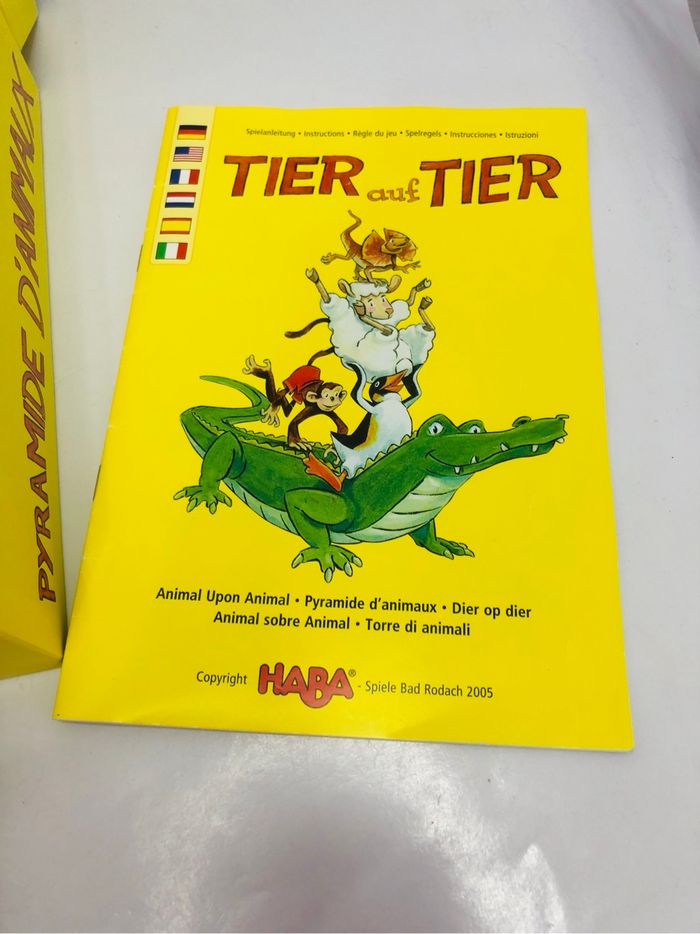 PYRAMIDE D'ANIMAUX
Spielanleitung • Instructions • Règle du jeu • Spelregels • Instrucciones • Istruzioni
TIER auf TIER
Animal Upon Animal • Pyramide d'animaux • Dier op dier
Animal sobre Animal • Torre di animali
Copyright HABA® - Spiele Bad Rodach 2005